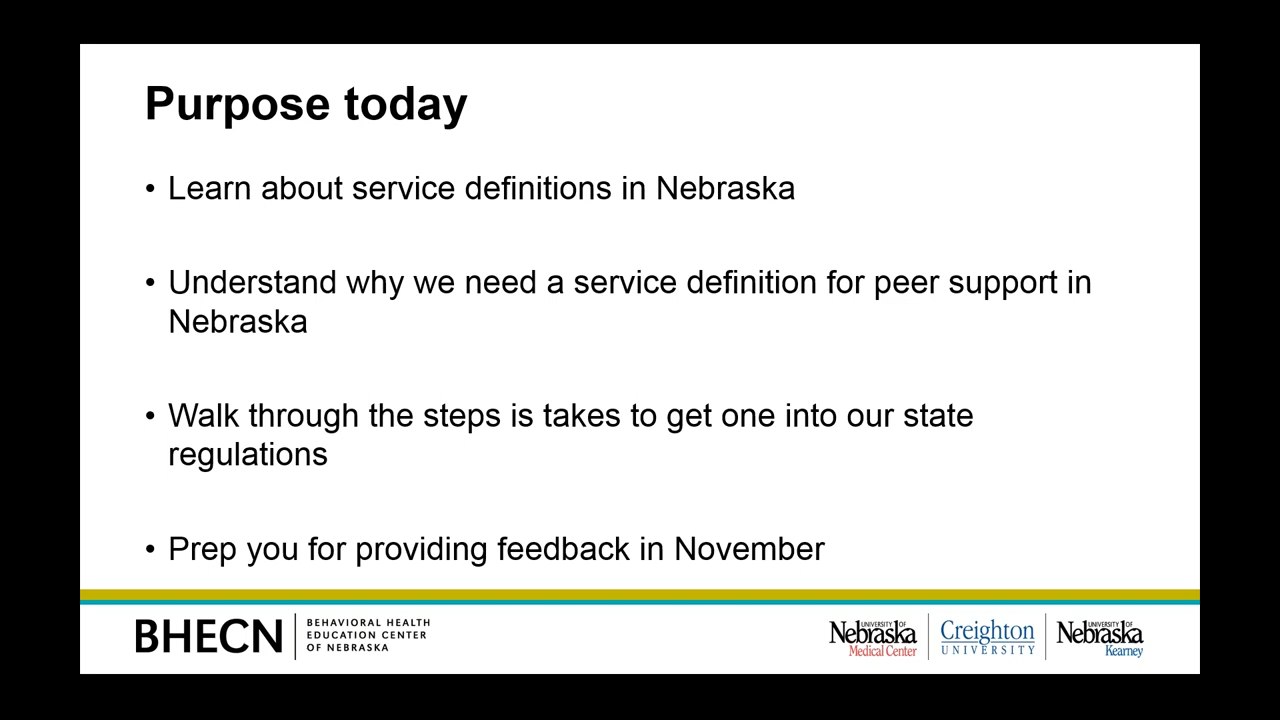 Purpose today
• Learn about service definitions in Nebraska
• Understand why we need a service definition for peer support in
Nebraska
• Walk through the steps is takes to get one into our state
regulations
• Prep you for providing feedback in November
BHECN
BEHAVIORAL HEALTH
EDUCATION CENTER
OF NEBRASKA
UNIVERSITY OF
Nebraska
Medical Center
Creighton
UNIVERSITY
UNIVERSITY OF
Nebraska
Kearney